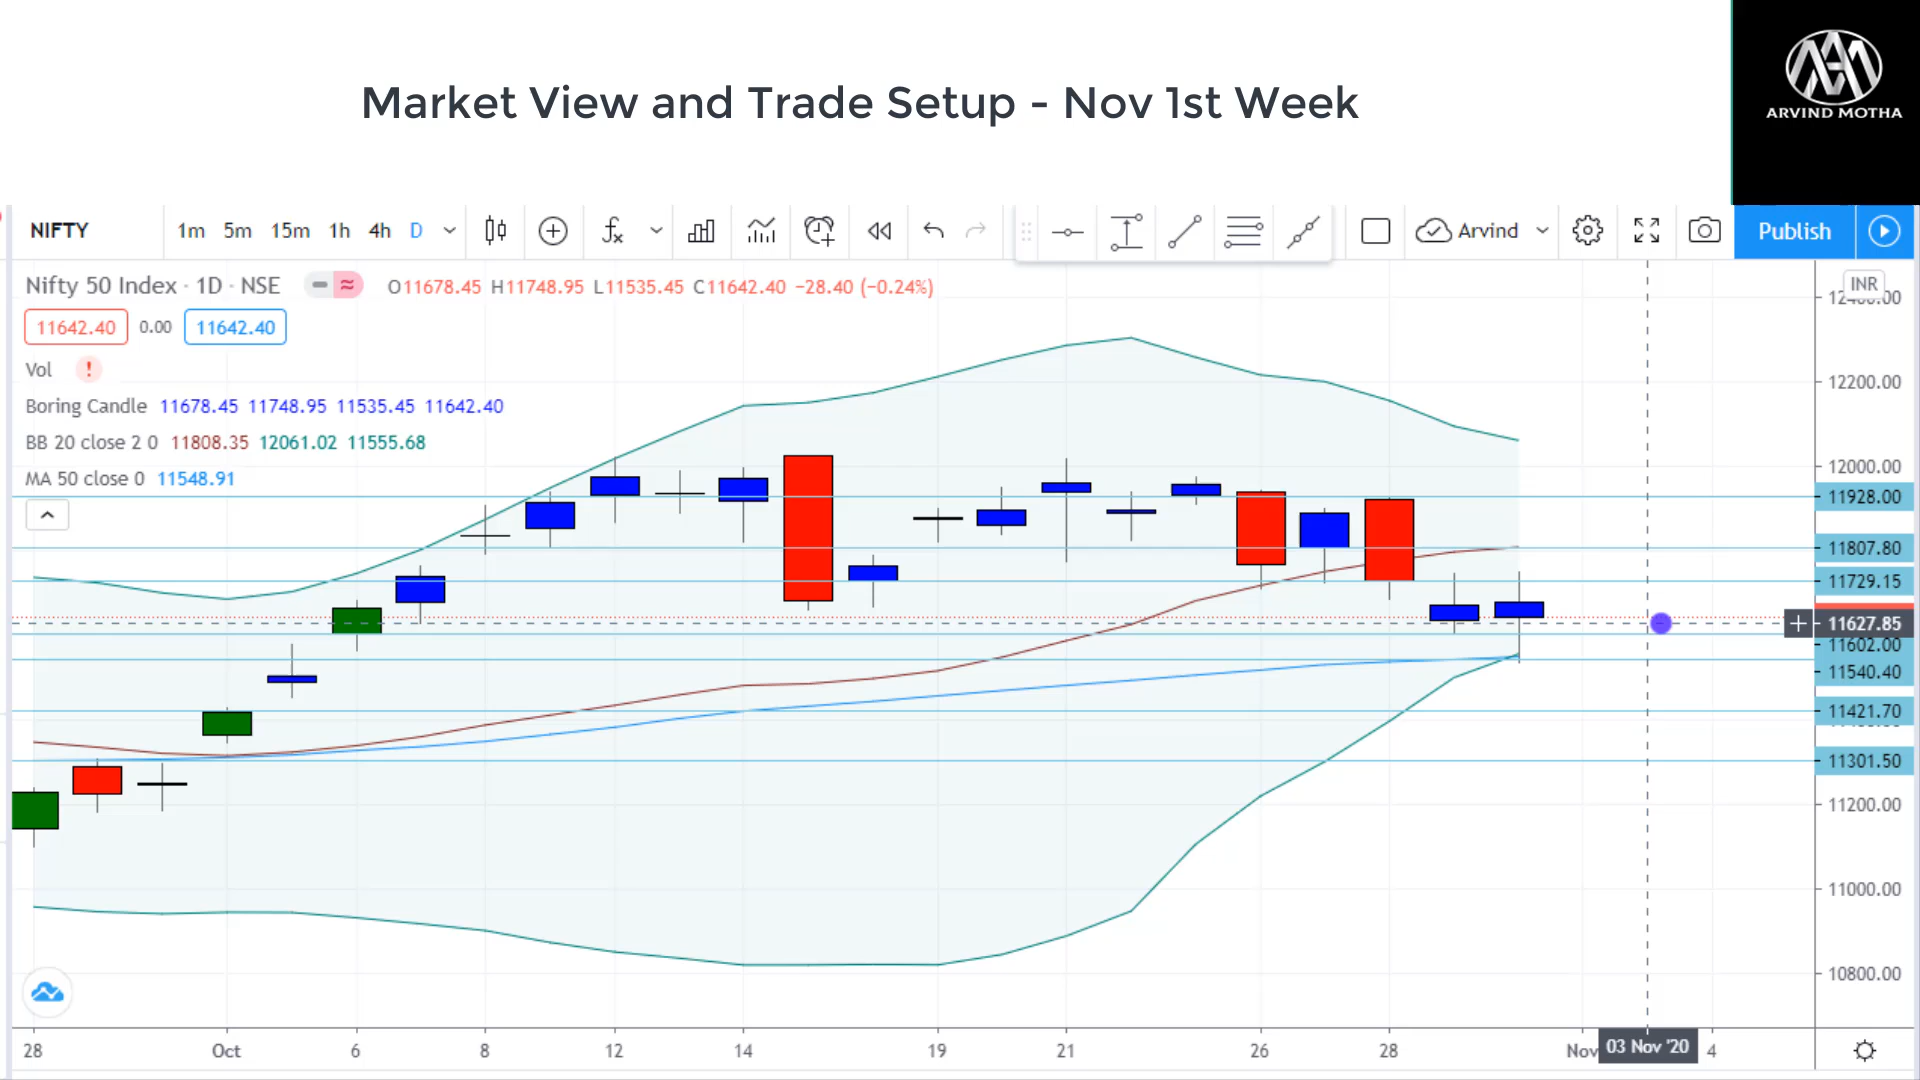 Market View and Trade Setup - Nov 1st Week
ARVIND MOTHA
NIFTY 1m 5m 15m 1h 4h D Arvind Publish
Nifty 50 Index · 1D · NSE O11678.45 H11748.95 L11535.45 C11642.40 −28.40 (−0.24%)
INR
11642.40 0.00 11642.40
Vol !
Boring Candle 11678.45 11748.95 11535.45 11642.40
BB 20 close 2 0 11808.35 12061.02 11555.68
MA 50 close 0 11548.91
12200.00
12000.00
11928.00
11807.80
11729.15
11627.85
11602.00
11540.40
11421.70
11301.50
11200.00
11000.00
10800.00
28 Oct 6 8 12 14 19 21 26 28 Nov 03 Nov '20 4